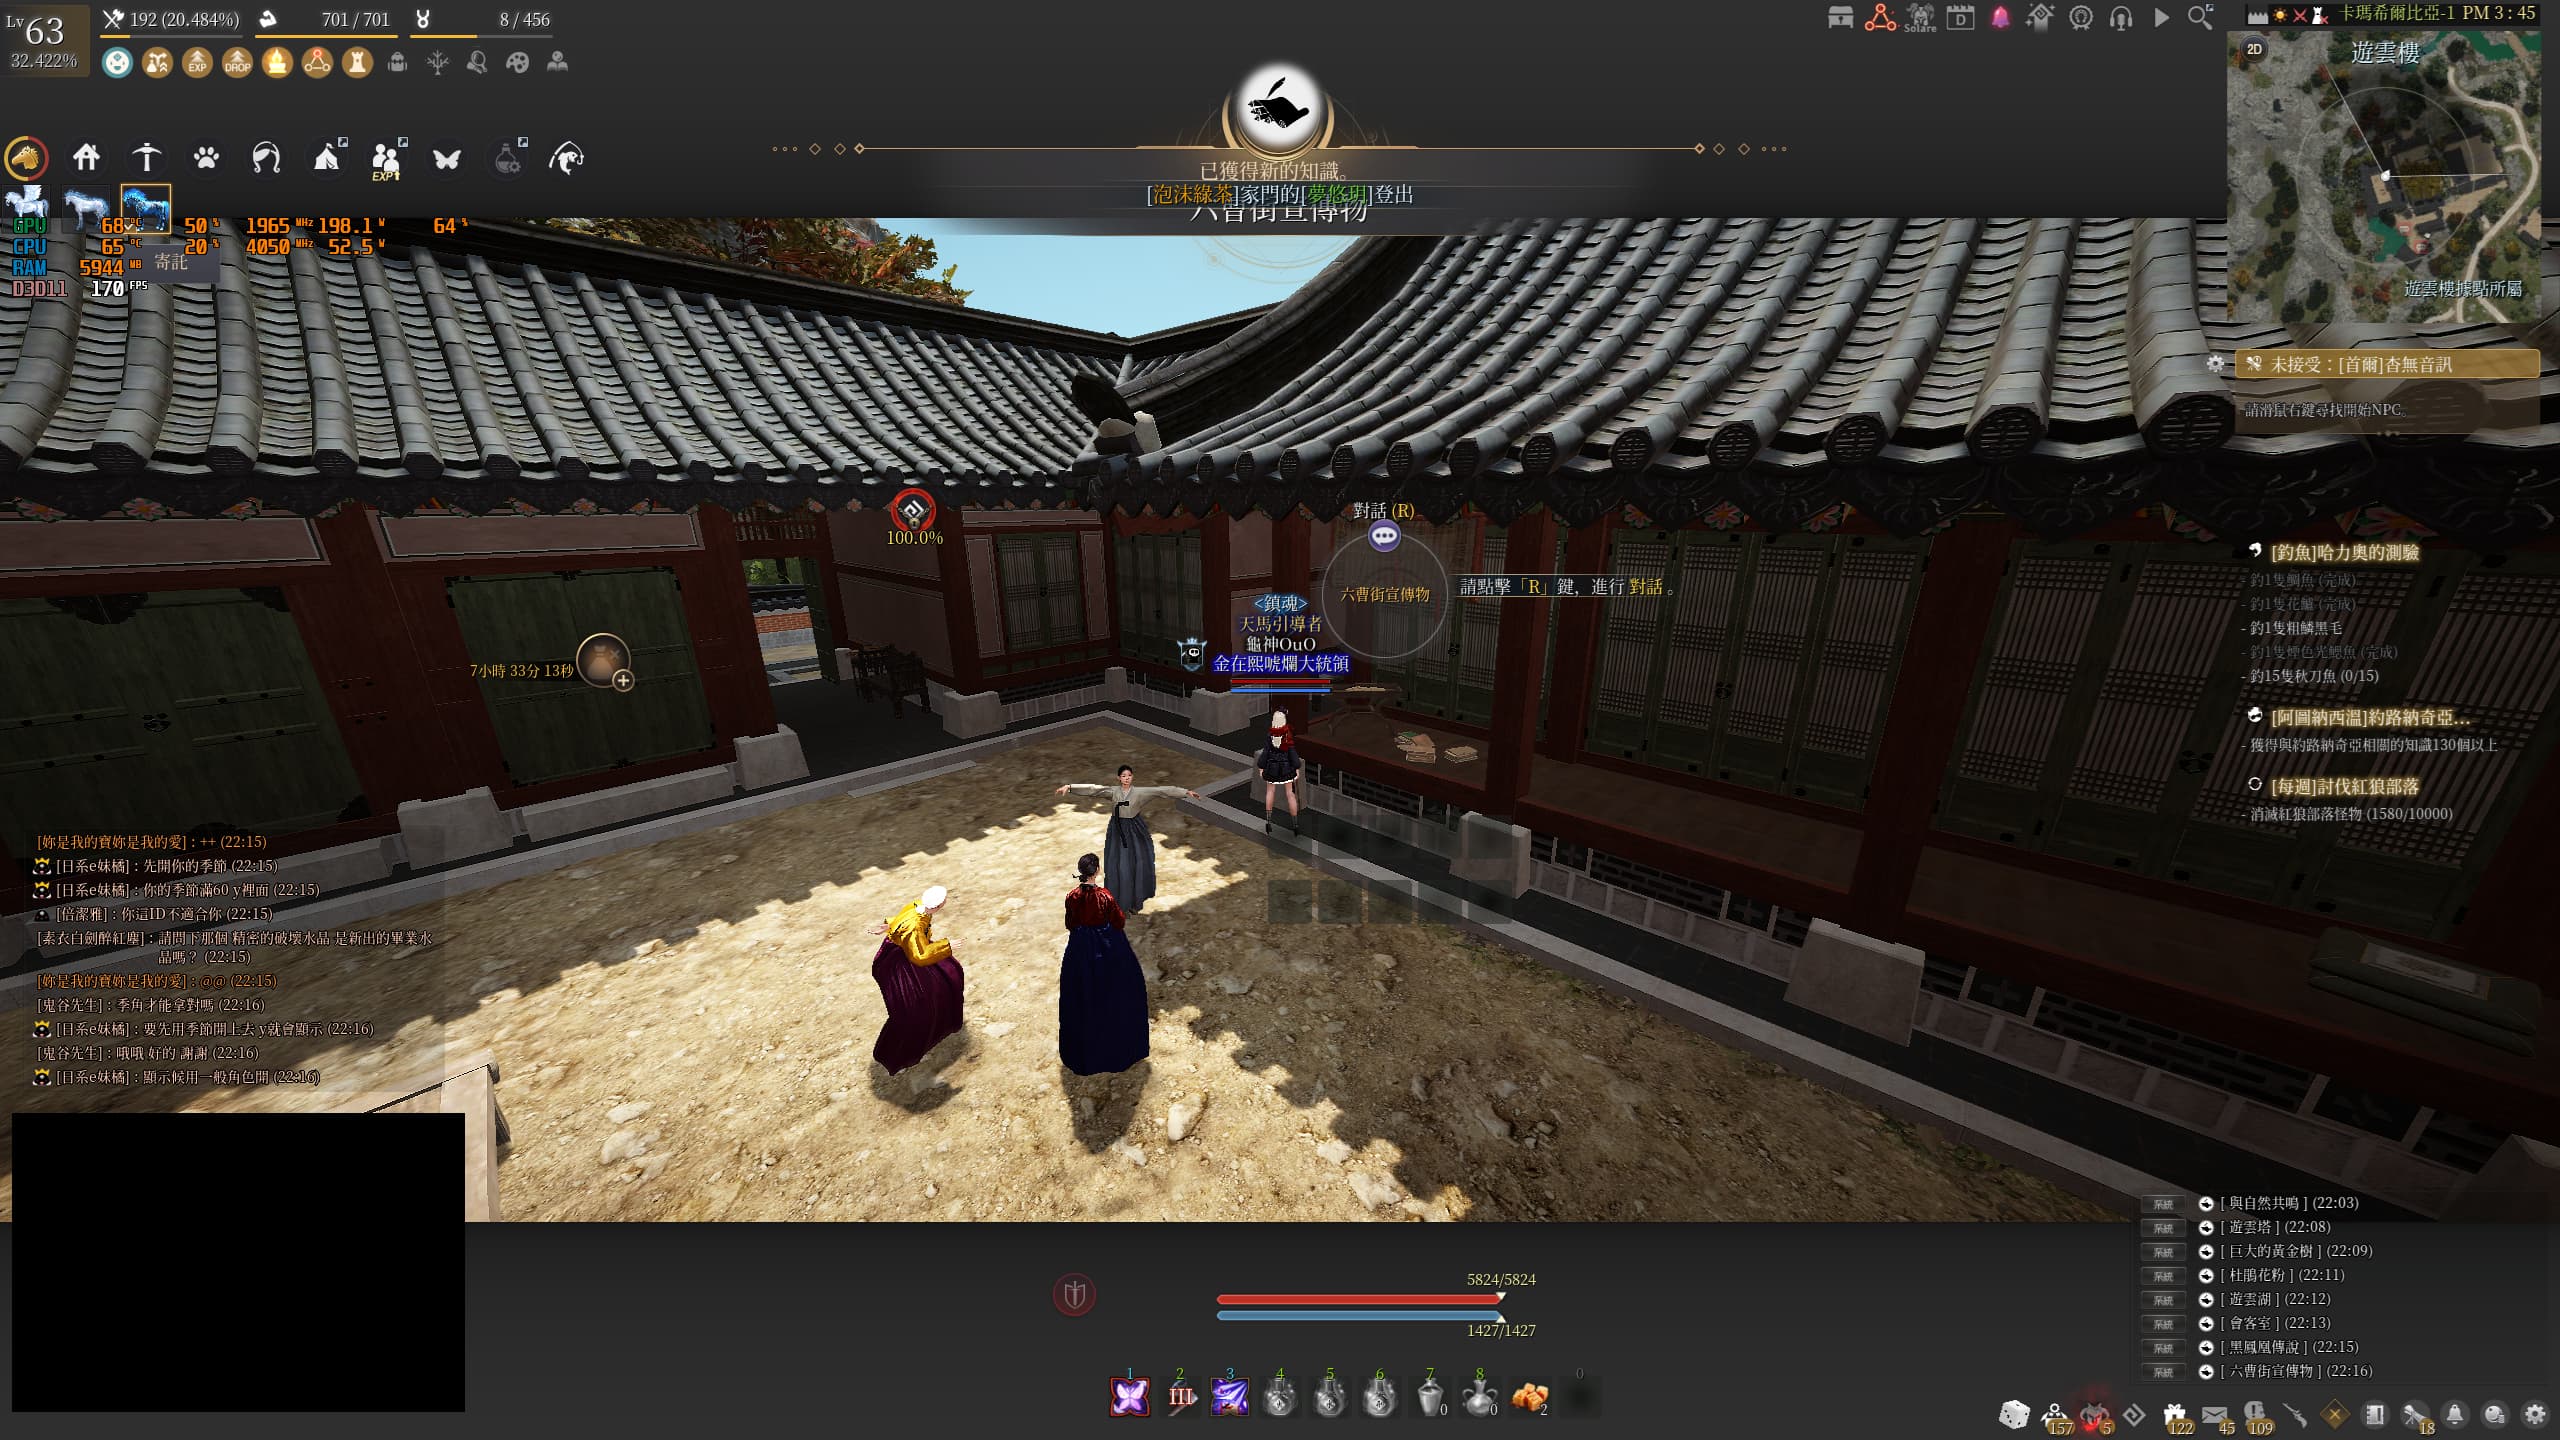 Lv 63
32.422%
192 (20.484%)
701 / 701
8 / 456
EXP
DROP
EXP
寄託
GPU 68 °C 50 % 1965 MHz 198.1 W 64 %
CPU 65 °C 20 % 4050 MHz 52.5 W
RAM 5944 MB
D3D11 170 FPS
已獲得新的知識。
[泡沫綠茶]家門的[夢悠玥]登出
六曹街宣傳物
Solare
D
卡瑪希爾比亞-1 PM 3 : 45
2D
遊雲樓
遊雲樓據點所屬
未接受 : [首爾]杳無音訊
請滑鼠右鍵尋找開始NPC。
100.0%
對話 (R)
六曹街宣傳物
請點擊「R」鍵, 進行 對話 。
<鎮魂>
天馬引導者
龜神OuO
金在熙唬爛大統領
7小時 33分 13秒
[釣魚]哈力奧的測驗
- 釣1隻鯛魚 (完成)
- 釣1隻花鱸 (完成)
- 釣1隻粗鱗黑毛
- 釣1隻煙色光鰓魚 (完成)
- 釣15隻秋刀魚 (0/15)
[阿圖納西溫]約路納奇亞...
- 獲得與約路納奇亞相關的知識130個以上
[每週]討伐紅狼部落
- 消滅紅狼部落怪物 (1580/10000)
[妳是我的寶妳是我的愛] : ++ (22:15)
[日系e妹橘] : 先開你的季節 (22:15)
[日系e妹橘] : 你的季節滿60 y裡面 (22:15)
[倍潔雅] : 你這ID不適合你 (22:15)
[素衣白劍醉紅塵] : 請問下那個 精密的破壞水晶 是新出的畢業水
晶嗎？ (22:15)
[妳是我的寶妳是我的愛] : @@ (22:15)
[鬼谷先生] : 季角才能拿對嗎 (22:16)
[日系e妹橘] : 要先用季節開上去 y就會顯示 (22:16)
[鬼谷先生] : 哦哦 好的 謝謝 (22:16)
[日系e妹橘] : 顯示候用一般角色開 (22:16)
系統 [ 與自然共鳴 ] (22:03)
系統 [ 遊雲塔 ] (22:08)
系統 [ 巨大的黃金樹 ] (22:09)
系統 [ 杜鵑花粉 ] (22:11)
系統 [ 遊雲湖 ] (22:12)
系統 [ 會客室 ] (22:13)
系統 [ 黑鳳凰傳說 ] (22:15)
系統 [ 六曹街宣傳物 ] (22:16)
5824/5824
1427/1427
1 2 3 4 5 6 7 8 0
III
0 0 2
157 5 122 45 109 18